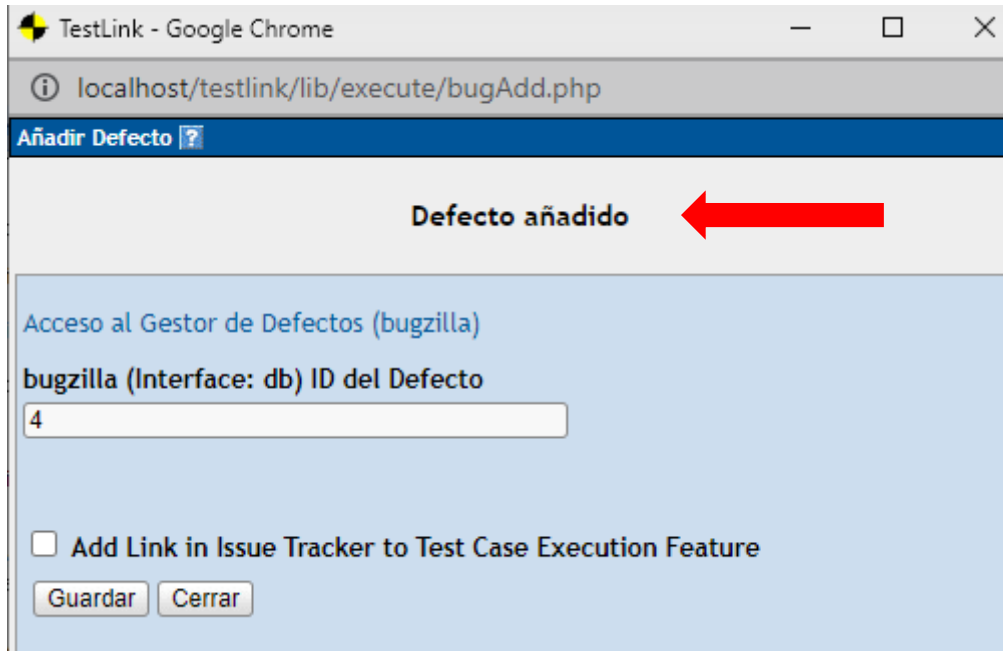 TestLink - Google Chrome
localhost/testlink/lib/execute/bugAdd.php
Añadir Defecto ?
Defecto añadido
Acceso al Gestor de Defectos (bugzilla)
bugzilla (Interface: db) ID del Defecto
4
Add Link in Issue Tracker to Test Case Execution Feature
Guardar Cerrar